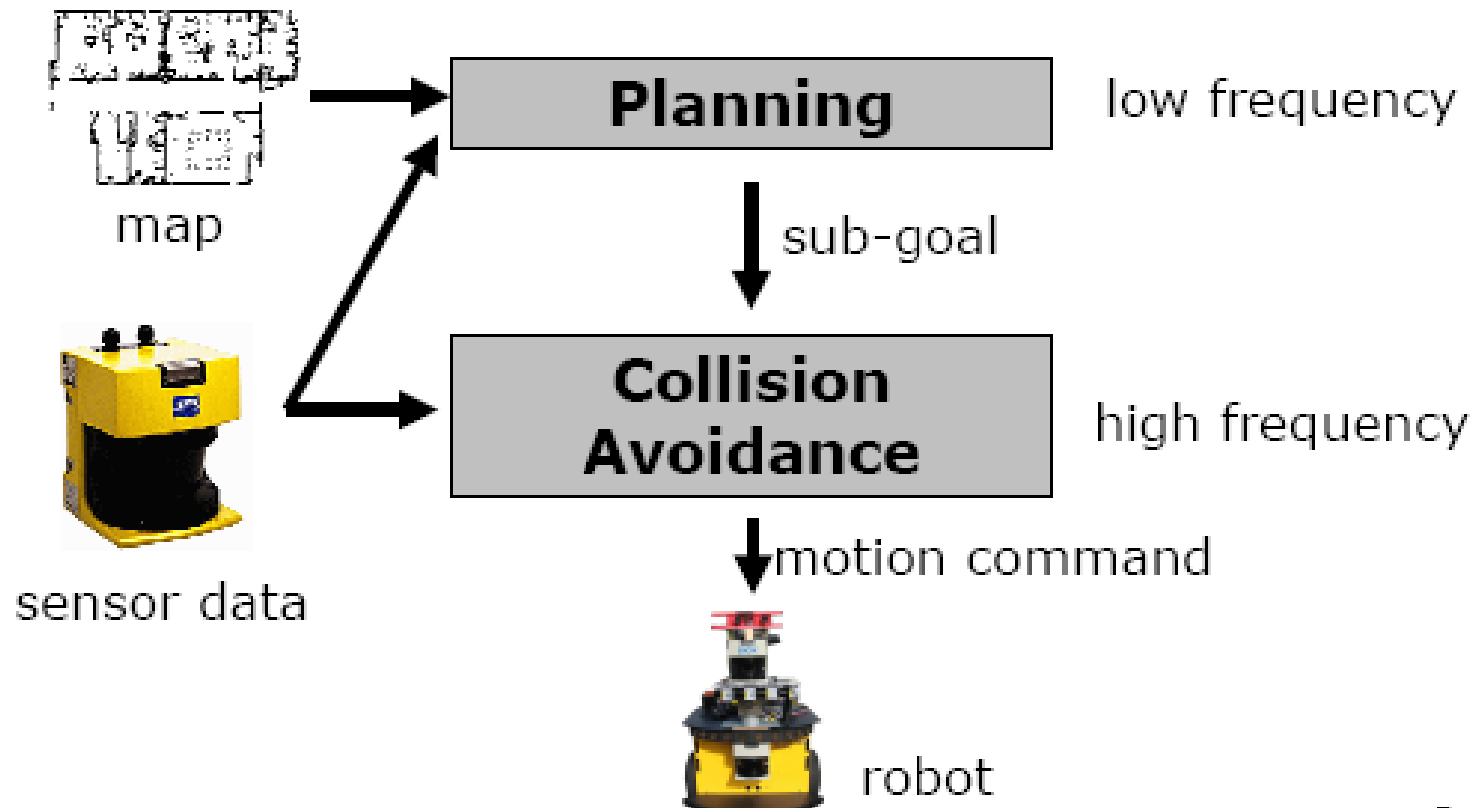 Planning
low frequency
map
sub-goal
Collision
Avoidance
high frequency
motion command
sensor data
robot